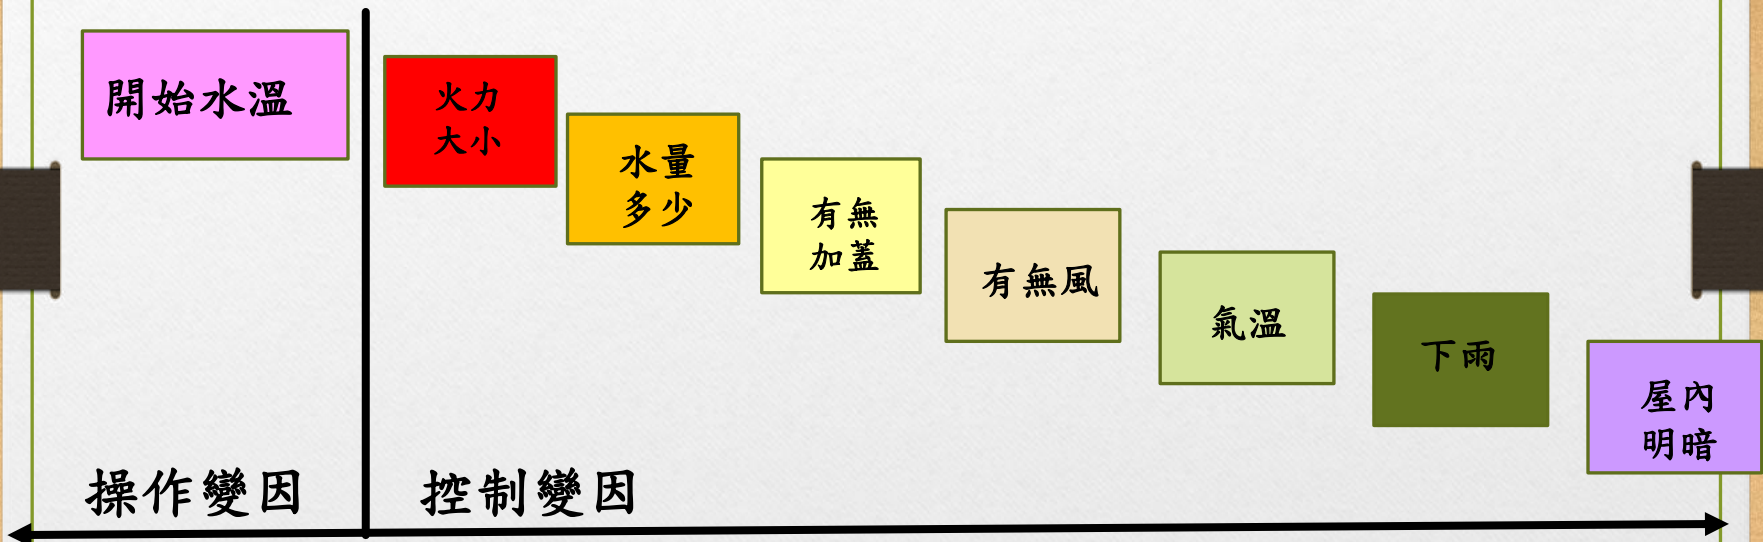 開始水溫
火力
大小
水量
多少
有無
加蓋
有無風
氣溫
下雨
屋內
明暗
操作變因
控制變因